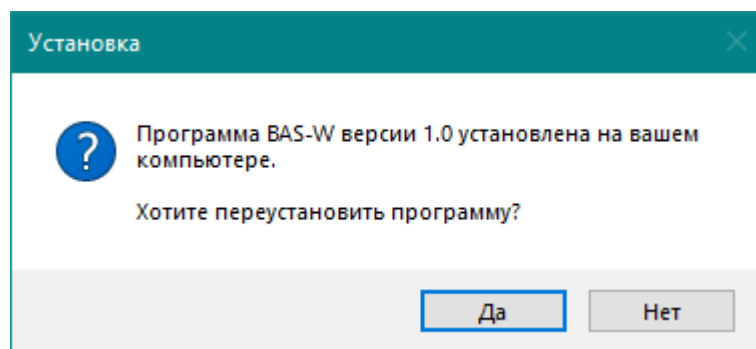 Установка
Программа BAS-W версии 1.0 установлена на вашем
компьютере.
Хотите переустановить программу?
Да
Нет